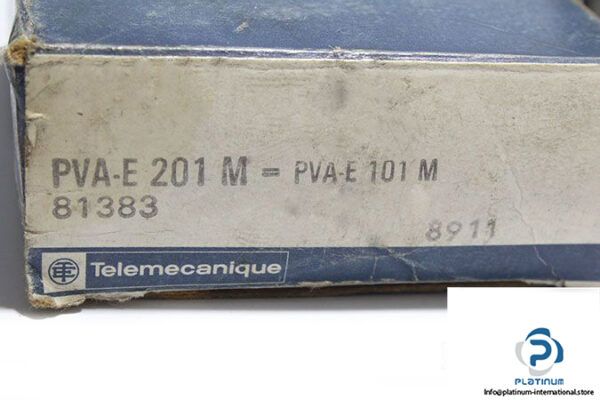 PVA-E 201 M = PVA-E 101 M
81383
8911
Telemecanique
PLATINUM
Info@platinum-international.store